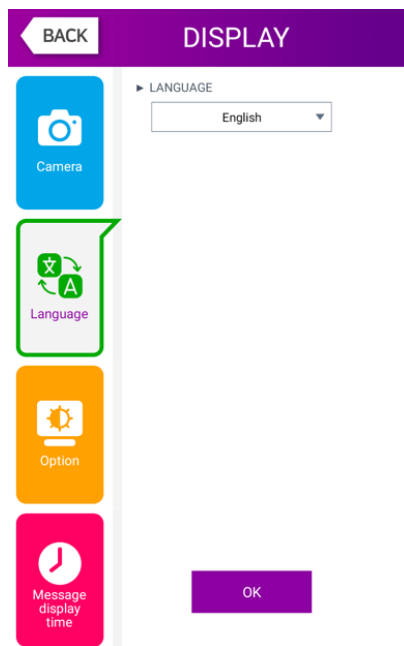 BACK
DISPLAY
► LANGUAGE
English
Camera
文
A
Language
Option
Message
display
time
OK